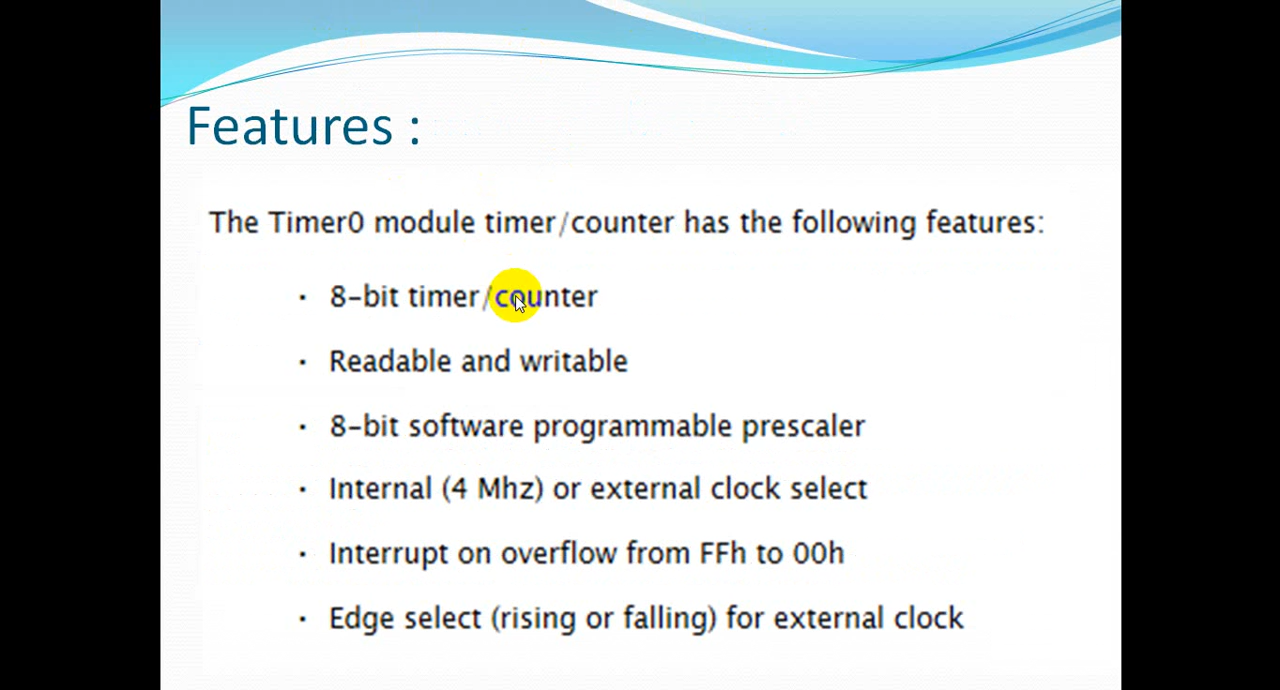 Features :
The Timer0 module timer/counter has the following features:
· 8-bit timer/counter
· Readable and writable
· 8-bit software programmable prescaler
· Internal (4 Mhz) or external clock select
· Interrupt on overflow from FFh to 00h
· Edge select (rising or falling) for external clock